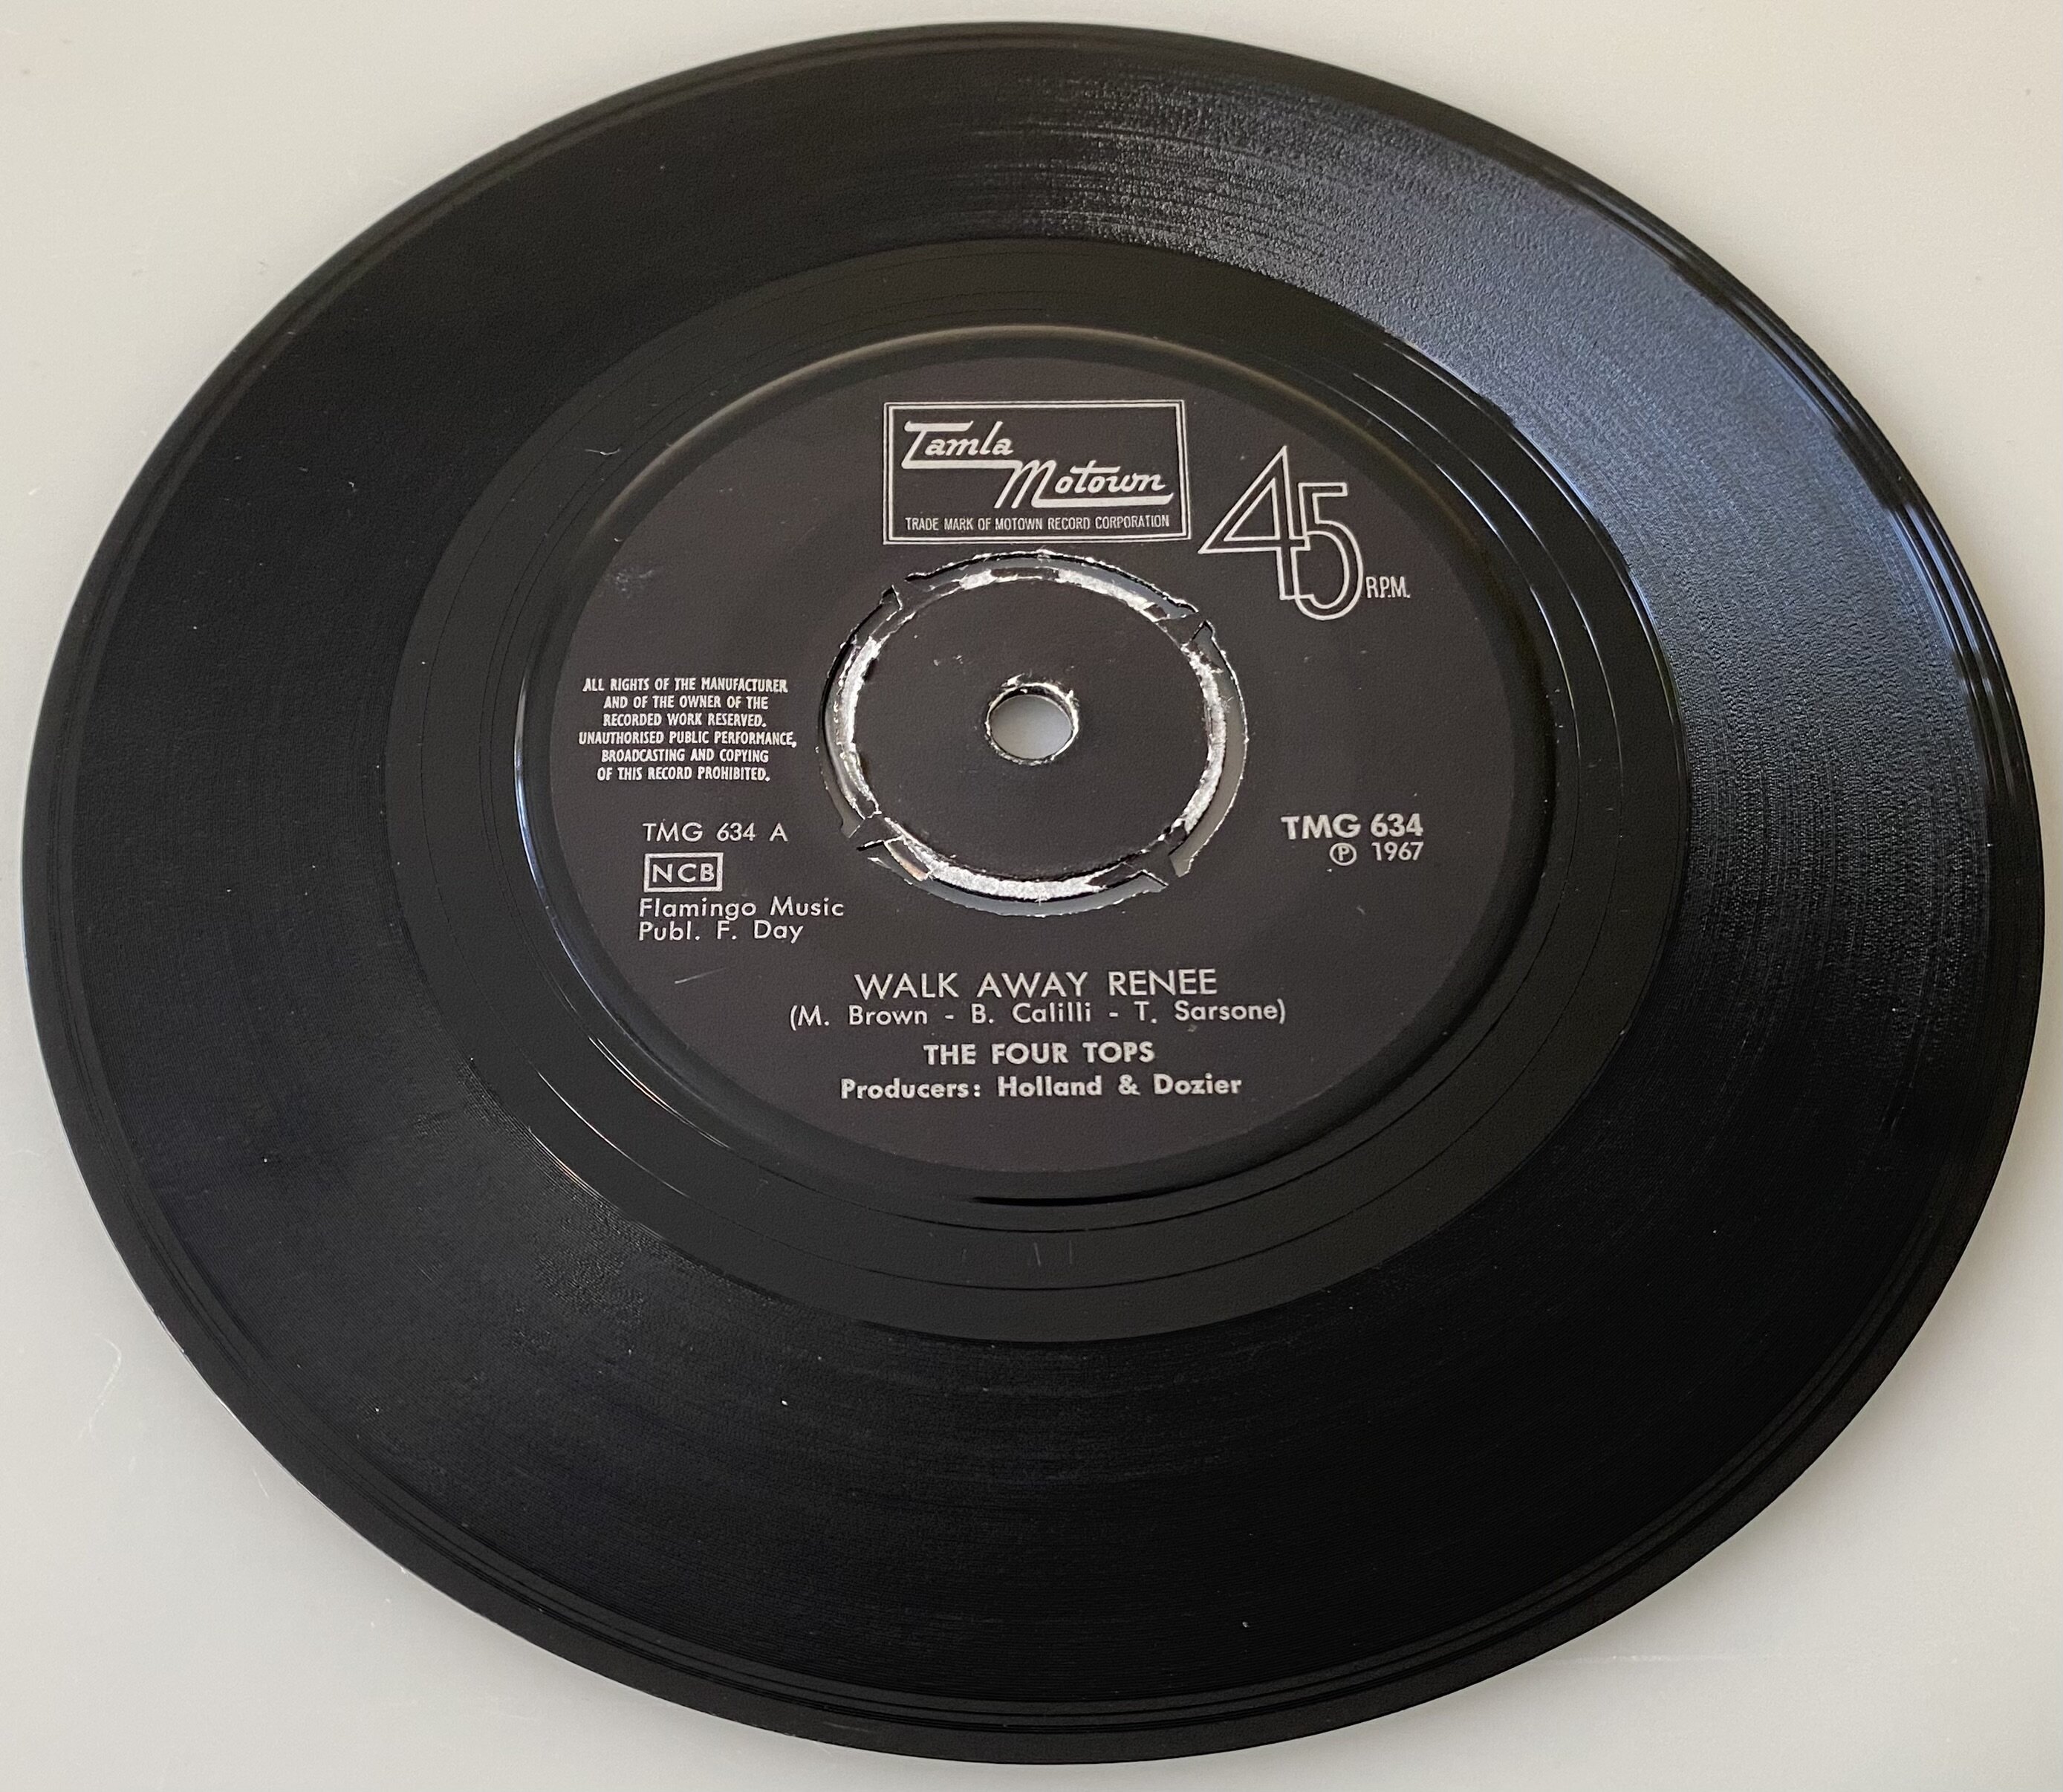 Tamla
Motown
TRADE MARK OF MOTOWN RECORD CORPORATION
45
R.P.M.
ALL RIGHTS OF THE MANUFACTURER
AND OF THE OWNER OF THE
RECORDED WORK RESERVED.
UNAUTHORISED PUBLIC PERFORMANCE,
BROADCASTING AND COPYING
OF THIS RECORD PROHIBITED.
TMG 634 A
NCB
Flamingo Music
Publ. F. Day
TMG 634
Ⓟ 1967
WALK AWAY RENEE
(M. Brown - B. Calilli - T. Sarsone)
THE FOUR TOPS
Producers: Holland & Dozier